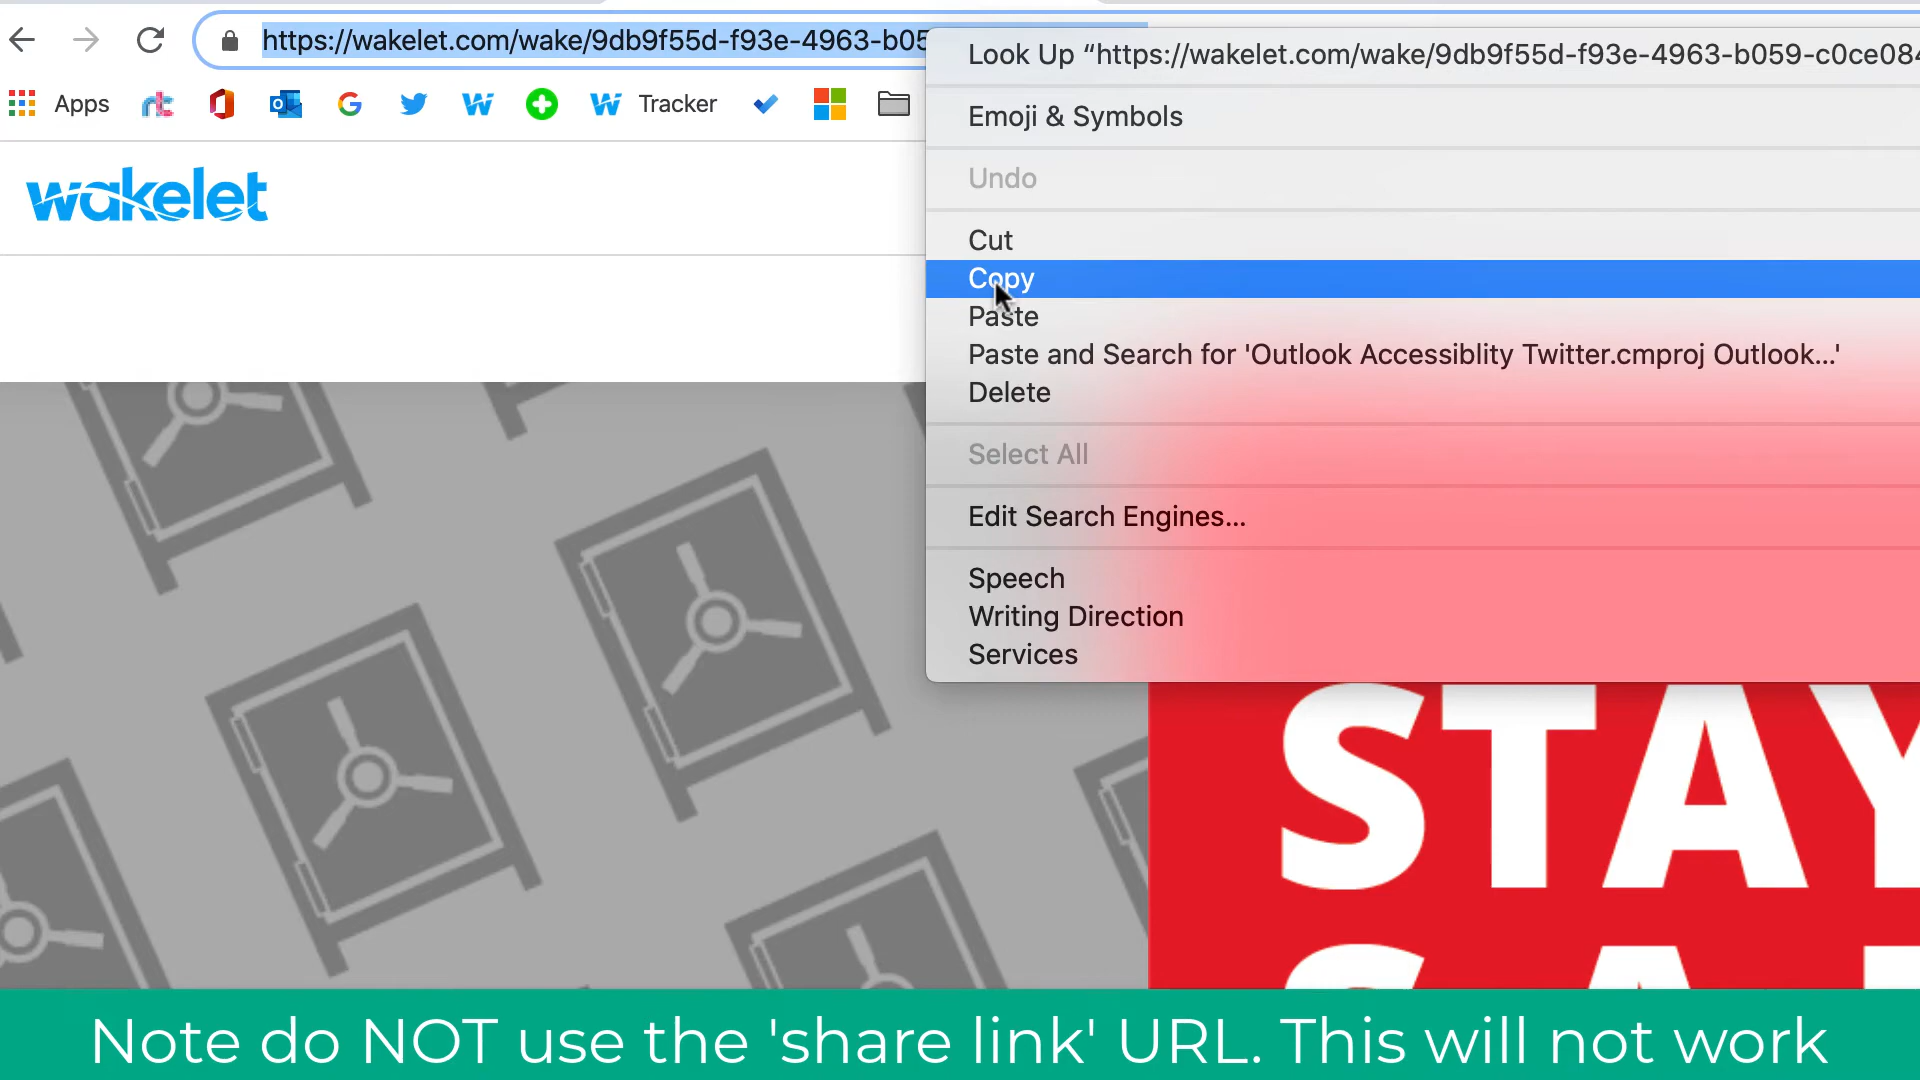 https://wakelet.com/wake/9db9f55d-f93e-4963-b05
Look Up “https://wakelet.com/wake/9db9f55d-f93e-4963-b059-c0ce084
Apps
Tracker
Emoji & Symbols
wakelet
Undo
Cut
Copy
Paste
Paste and Search for 'Outlook Accessiblity Twitter.cmproj Outlook...'
Delete
Select All
Edit Search Engines...
Speech
Writing Direction
Services
STAY
Note do NOT use the 'share link' URL. This will not work